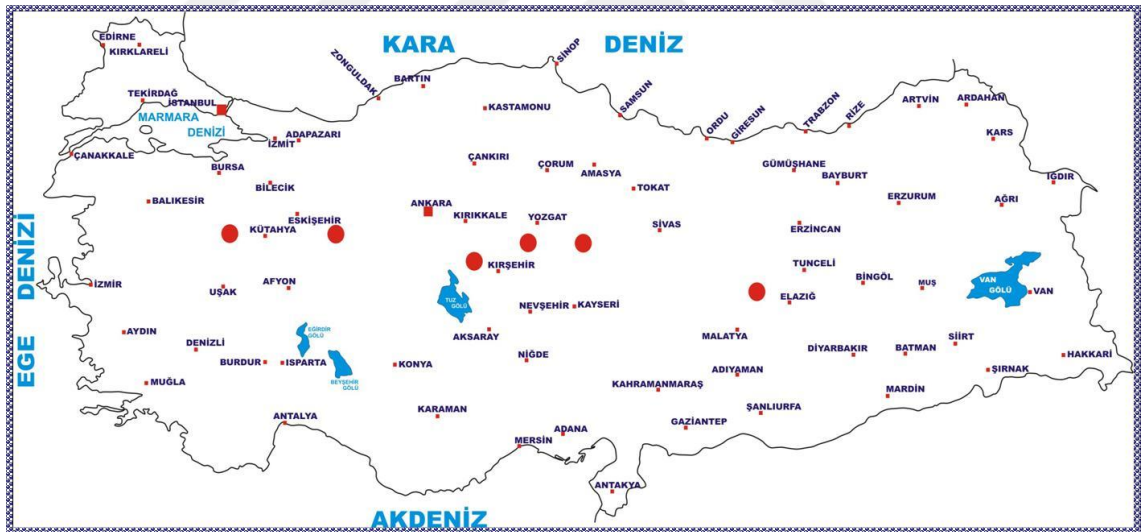 KARA DENİZ
EDİRNE
KIRKLARELİ
TEKİRDAĞ
İSTANBUL
MARMARA
DENİZİ
ZONGULDAK
BARTIN
KASTAMONU
SİNOP
SAMSUN
ORDU
GİRESUN
TRABZON
RİZE
ARTVİN
ARDAHAN
KARS
IĞDIR
ÇANAKKALE
İZMİT
ADAPAZARI
BURSA
BİLECİK
ÇANKIRI
ÇORUM
AMASYA
TOKAT
GÜMÜŞHANE
BAYBURT
ERZURUM
AĞRI
BALIKESİR
ESKİŞEHİR
KÜTAHYA
ANKARA
KIRIKKALE
YOZGAT
SİVAS
ERZİNCAN
TUNCELİ
BİNGÖL
MUŞ
VAN
GÖLÜ
VAN
EGE DENİZİ
İZMİR
UŞAK
AFYON
KIRŞEHİR
TUZ
GÖLÜ
NEVŞEHİR
KAYSERİ
ELAZIĞ
AYDIN
DENİZLİ
EĞİRDİR
GÖLÜ
AKSARAY
MALATYA
DİYARBAKIR
BATMAN
SİİRT
HAKKARİ
BURDUR
ISPARTA
BEYŞEHİR
GÖLÜ
KONYA
NİĞDE
ADIYAMAN
ŞIRNAK
MUĞLA
KAHRAMANMARAŞ
MARDİN
ANTALYA
KARAMAN
MERSİN
ADANA
GAZİANTEP
ŞANLIURFA
ANTAKYA
AKDENİZ